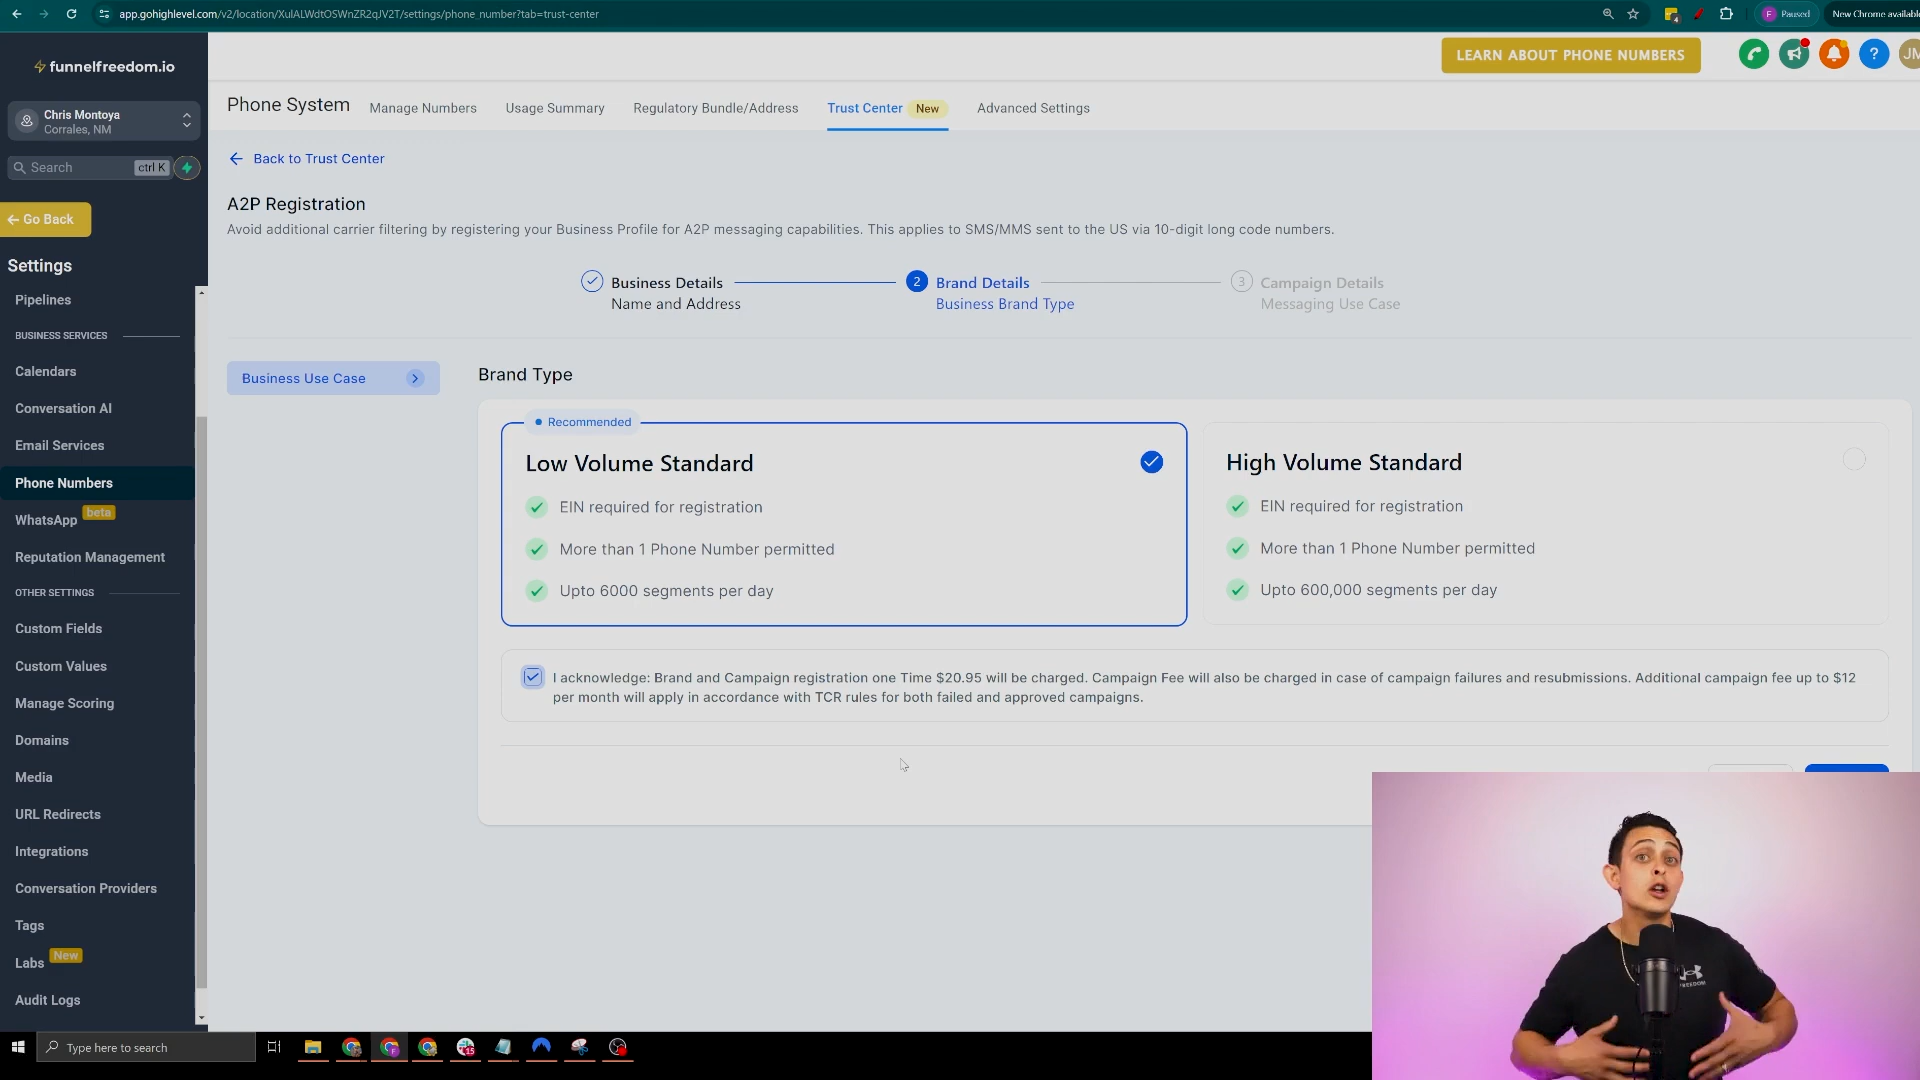 app.gohighlevel.com/v2/location/XulALWdtOSWnZR2qJV2T/settings/phone_number?tab=trust-center
4
F
Paused
New Chrome available
funnelfreedom.io
LEARN ABOUT PHONE NUMBERS
?
JM
Chris Montoya
Corrales, NM
Phone System
Manage Numbers
Usage Summary
Regulatory Bundle/Address
Trust Center
New
Advanced Settings
Search
ctrl K
Back to Trust Center
Go Back
A2P Registration
Avoid additional carrier filtering by registering your Business Profile for A2P messaging capabilities. This applies to SMS/MMS sent to the US via 10-digit long code numbers.
Settings
Pipelines
BUSINESS SERVICES
Calendars
Conversation AI
Email Services
Phone Numbers
WhatsApp
beta
Reputation Management
OTHER SETTINGS
Custom Fields
Custom Values
Manage Scoring
Domains
Media
URL Redirects
Integrations
Conversation Providers
Tags
Labs
New
Audit Logs
Business Details
Name and Address
2
Brand Details
Business Brand Type
3
Campaign Details
Messaging Use Case
Business Use Case
Brand Type
Recommended
Low Volume Standard
EIN required for registration
More than 1 Phone Number permitted
Upto 6000 segments per day
High Volume Standard
EIN required for registration
More than 1 Phone Number permitted
Upto 600,000 segments per day
I acknowledge: Brand and Campaign registration one Time $20.95 will be charged. Campaign Fee will also be charged in case of campaign failures and resubmissions. Additional campaign fee up to $12
per month will apply in accordance with TCR rules for both failed and approved campaigns.
Type here to search
15